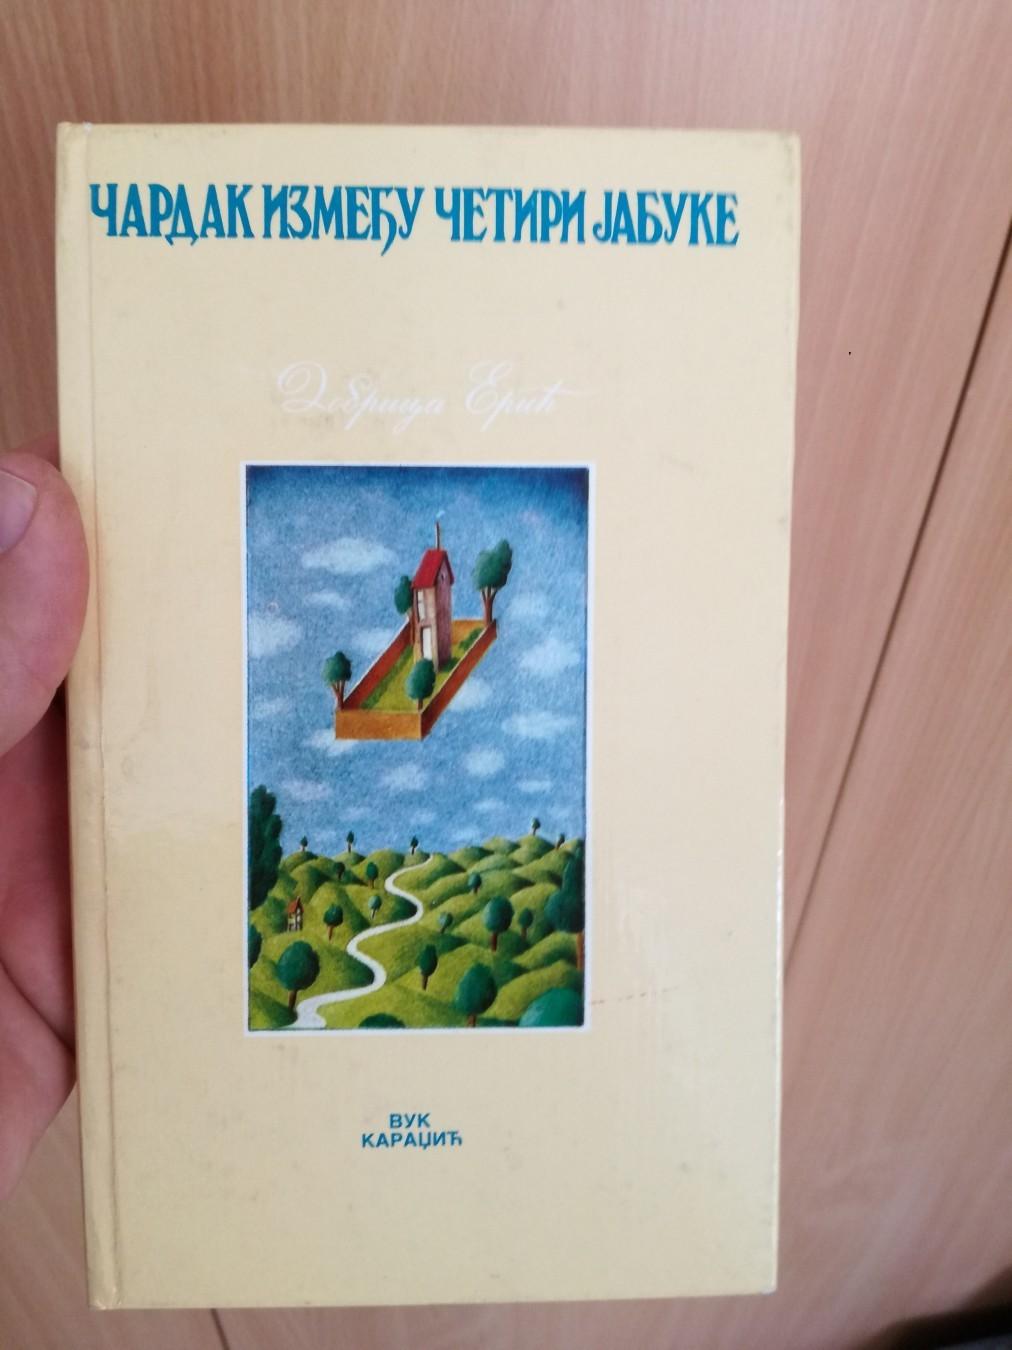 ЧАРДАК ИЗМЕЂУ ЧЕТИРИ ЈАБУКЕ
Добрица Ерић
ВУК
КАРАЏИЋ